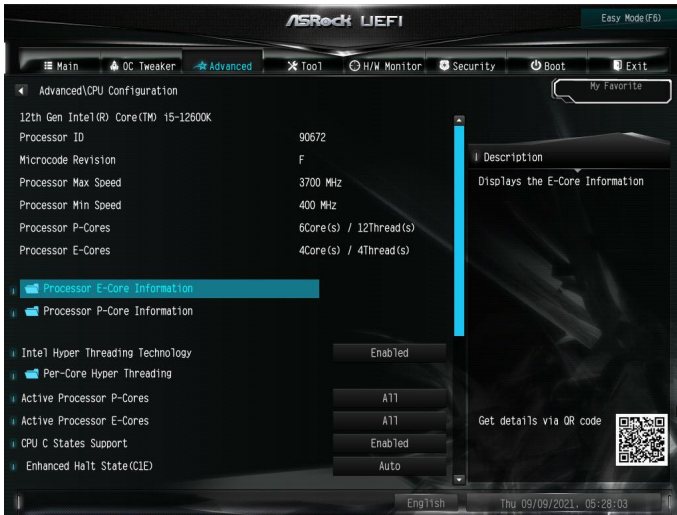 ASRock UEFI
Easy Mode(F6)
Main OC Tweaker Advanced Tool H/W Monitor Security Boot Exit
Advanced\CPU Configuration
My Favorite
12th Gen Intel(R) Core(TM) i5-12600K
Processor ID 90672
Microcode Revision F
Processor Max Speed 3700 MHz
Processor Min Speed 400 MHz
Processor P-Cores 6Core(s) / 12Thread(s)
Processor E-Cores 4Core(s) / 4Thread(s)
Processor E-Core Information
Processor P-Core Information
Intel Hyper Threading Technology Enabled
Per-Core Hyper Threading
Active Processor P-Cores All
Active Processor E-Cores All
CPU C States Support Enabled
Enhanced Halt State(C1E) Auto
Description
Displays the E-Core Information
Get details via QR code
English
Thu 09/09/2021, 05:28:03